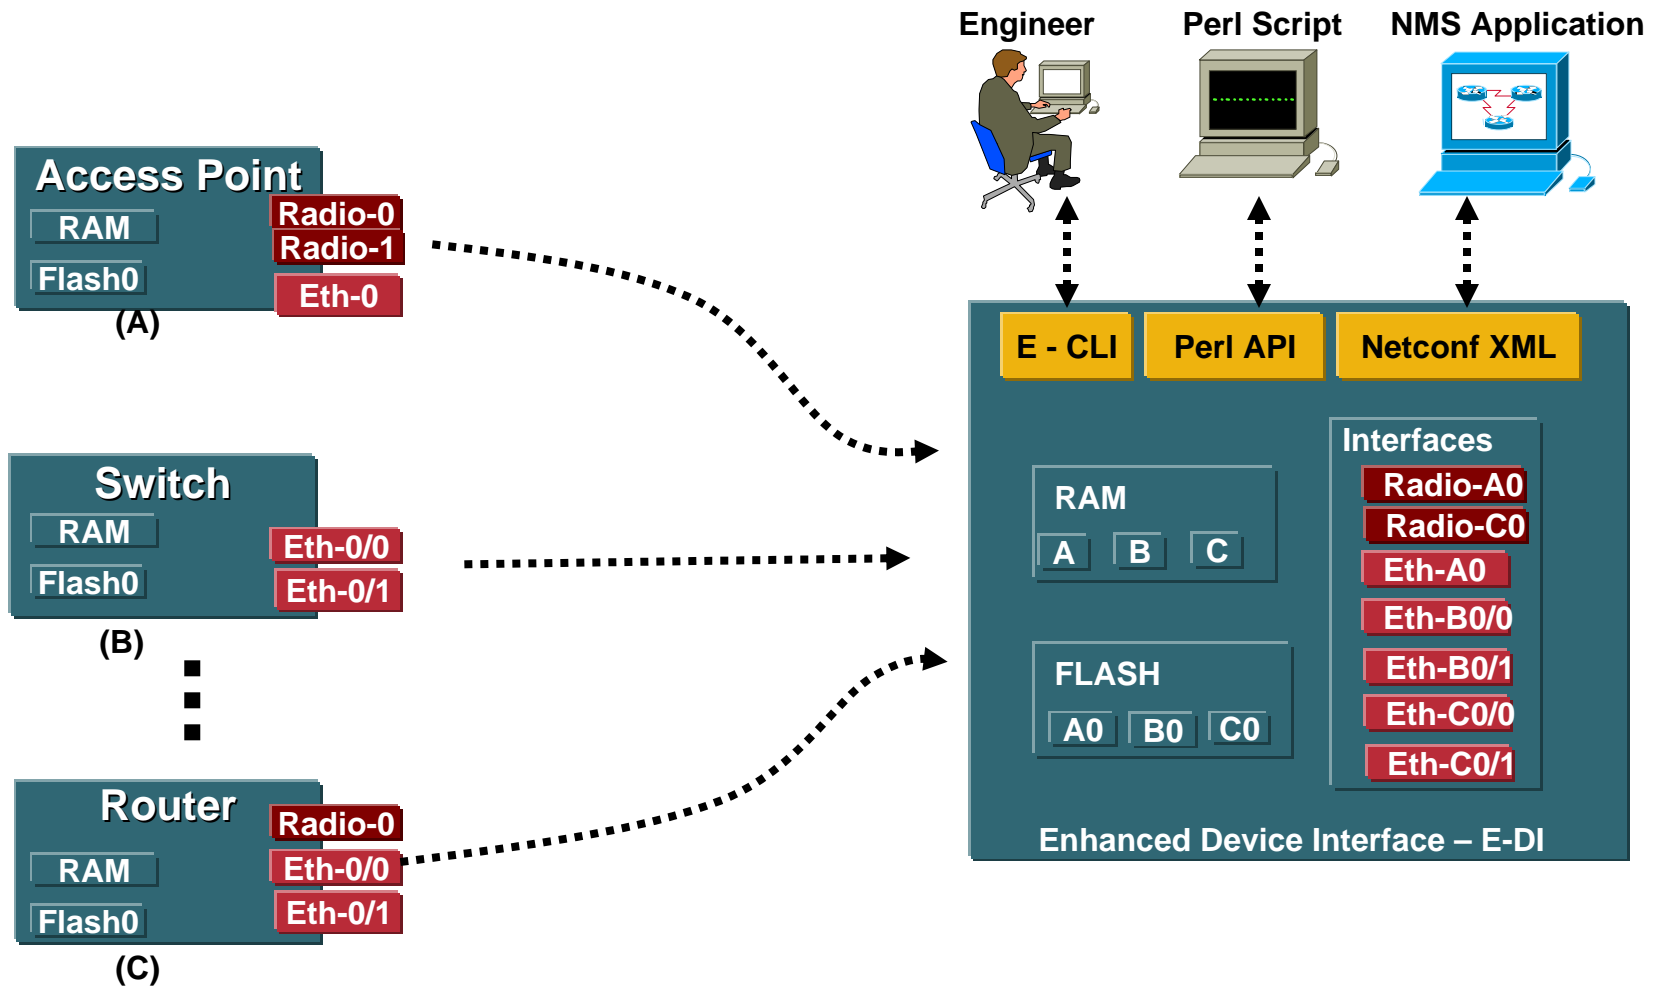 Engineer
Perl Script
NMS Application
Access Point
RAM
Flash0
Radio-0
Radio-1
Eth-0
(A)
Switch
RAM
Flash0
Eth-0/0
Eth-0/1
(B)
Router
RAM
Flash0
Radio-0
Eth-0/0
Eth-0/1
(C)
E - CLI
Perl API
Netconf XML
RAM
A
B
C
FLASH
A0
B0
C0
Interfaces
Radio-A0
Radio-C0
Eth-A0
Eth-B0/0
Eth-B0/1
Eth-C0/0
Eth-C0/1
Enhanced Device Interface – E-DI